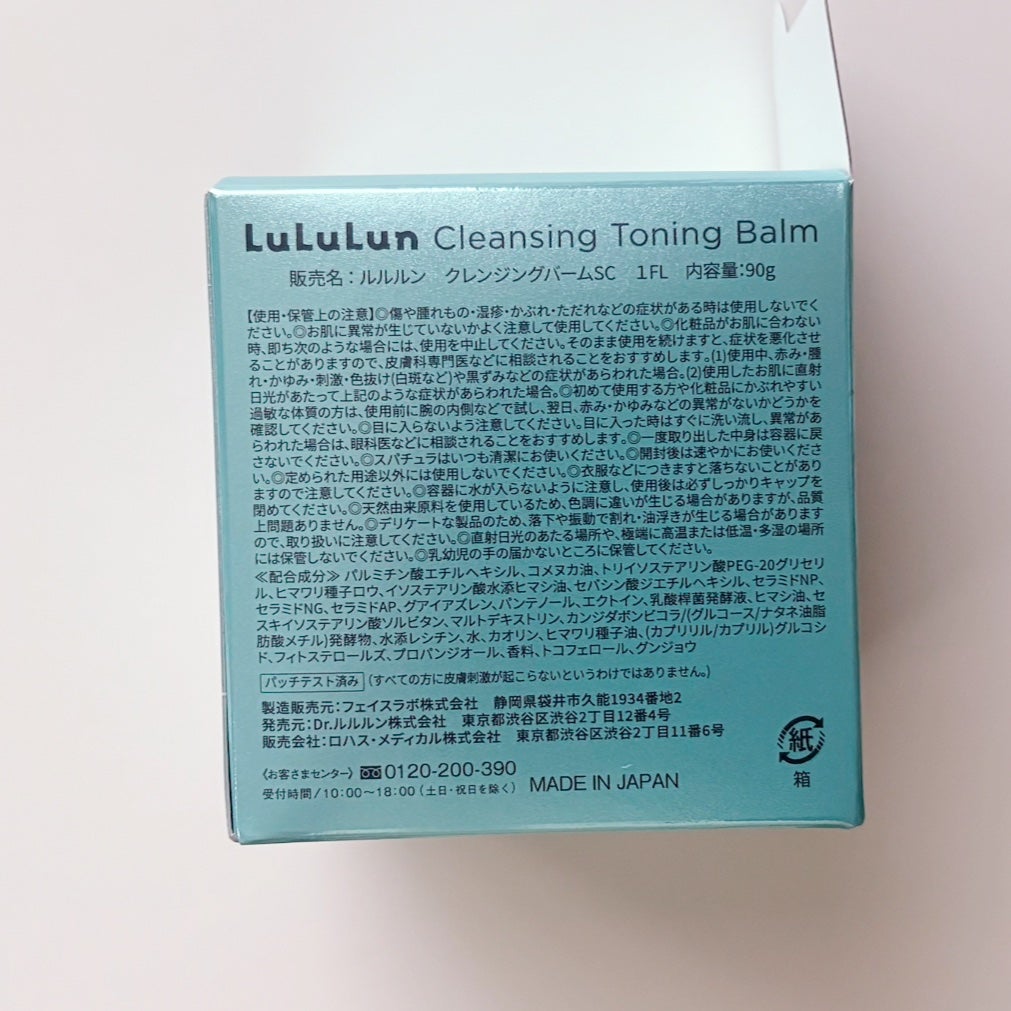 LuLuLun Cleansing Toning Balm
販売名：ルルルン　クレンジングバームSC　1FL　内容量：90g
【使用・保管上の注意】◎傷や腫れもの・湿疹・かぶれ・ただれなどの症状がある時は使用しないでく
ださい。◎お肌に異常が生じていないかよく注意して使用してください。◎化粧品がお肌に合わない
時、即ち次のような場合には、使用を中止してください。そのまま使用を続けますと、症状を悪化させ
ることがありますので、皮膚科専門医などに相談されることをおすすめします。(1)使用中、赤み・腫
れ・かゆみ・刺激・色抜け(白斑など)や黒ずみなどの症状があらわれた場合。(2)使用したお肌に直射
日光があたって上記のような症状があらわれた場合。◎初めて使用する方や化粧品にかぶれやすい
過敏な体質の方は、使用前に腕の内側などで試し、翌日、赤み・かゆみなどの異常がないかどうかを
確認してください。◎目に入らないよう注意してください。目に入った時はすぐに洗い流し、異常があ
らわれた場合は、眼科医などに相談されることをおすすめします。◎一度取り出した中身は容器に戻
さないでください。◎スパチュラはいつも清潔にお使いください。◎開封後は速やかにお使いくださ
い。◎定められた用途以外には使用しないでください。◎衣服などにつきますと落ちないことがあり
ますので注意してください。◎容器に水が入らないように注意し、使用後は必ずしっかりキャップを
閉めてください。◎天然由来原料を使用しているため、色調に違いが生じる場合がありますが、品質
上問題ありません。◎デリケートな製品のため、落下や振動で割れ・油浮きが生じる場合があります
ので、取り扱いに注意してください。◎直射日光のあたる場所や、極端に高温または低温・多湿の場所
には保管しないでください。◎乳幼児の手の届かないところに保管してください。
≪配合成分≫パルミチン酸エチルヘキシル、コメヌカ油、トリイソステアリン酸PEG-20グリセリ
ル、ヒマワリ種子ロウ、イソステアリン酸水添ヒマシ油、セバシン酸ジエチルヘキシル、セラミドNP、
セラミドNG、セラミドAP、グアイアズレン、パンテノール、エクトイン、乳酸桿菌発酵液、ヒマシ油、セ
スキイソステアリン酸ソルビタン、マルトデキストリン、カンジダボンビコラ/(グルコース/ナタネ油脂
肪酸メチル)発酵物、水添レシチン、水、カオリン、ヒマワリ種子油、(カプリリル/カプリル)グルコシ
ド、フィトステロールズ、プロパンジオール、香料、トコフェロール、グンジョウ
パッチテスト済み（すべての方に皮膚刺激が起こらないというわけではありません。）
製造販売元：フェイスラボ株式会社　静岡県袋井市久能1934番地2
発売元：Dr.ルルルン株式会社　東京都渋谷区渋谷2丁目12番4号
販売会社：ロハス・メディカル株式会社　東京都渋谷区渋谷2丁目11番6号
紙
箱
〈お客さまセンター〉0120-200-390
受付時間/10:00〜18:00（土日・祝日を除く）
MADE IN JAPAN